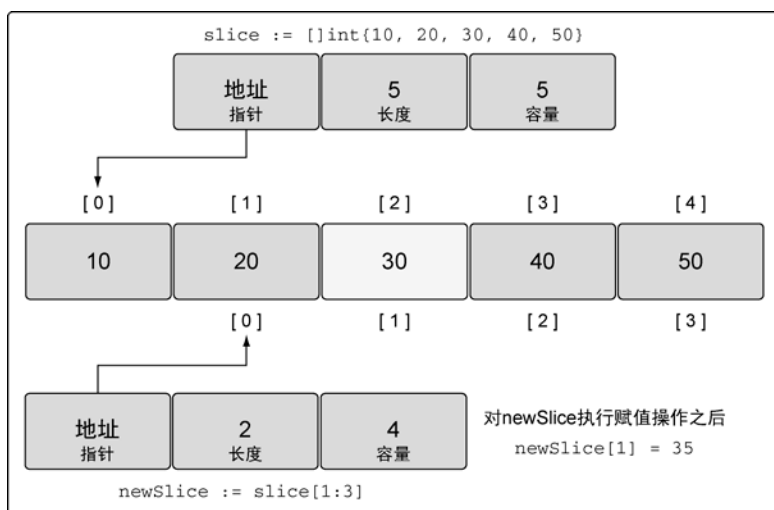 slice := []int{10, 20, 30, 40, 50}
地址 5 5
指针 长度 容量
[0] [1] [2] [3] [4]
10 20 30 40 50
[0] [1] [2] [3]
地址 2 4
指针 长度 容量
对newSlice执行赋值操作之后
newSlice[1] = 35
newSlice := slice[1:3]